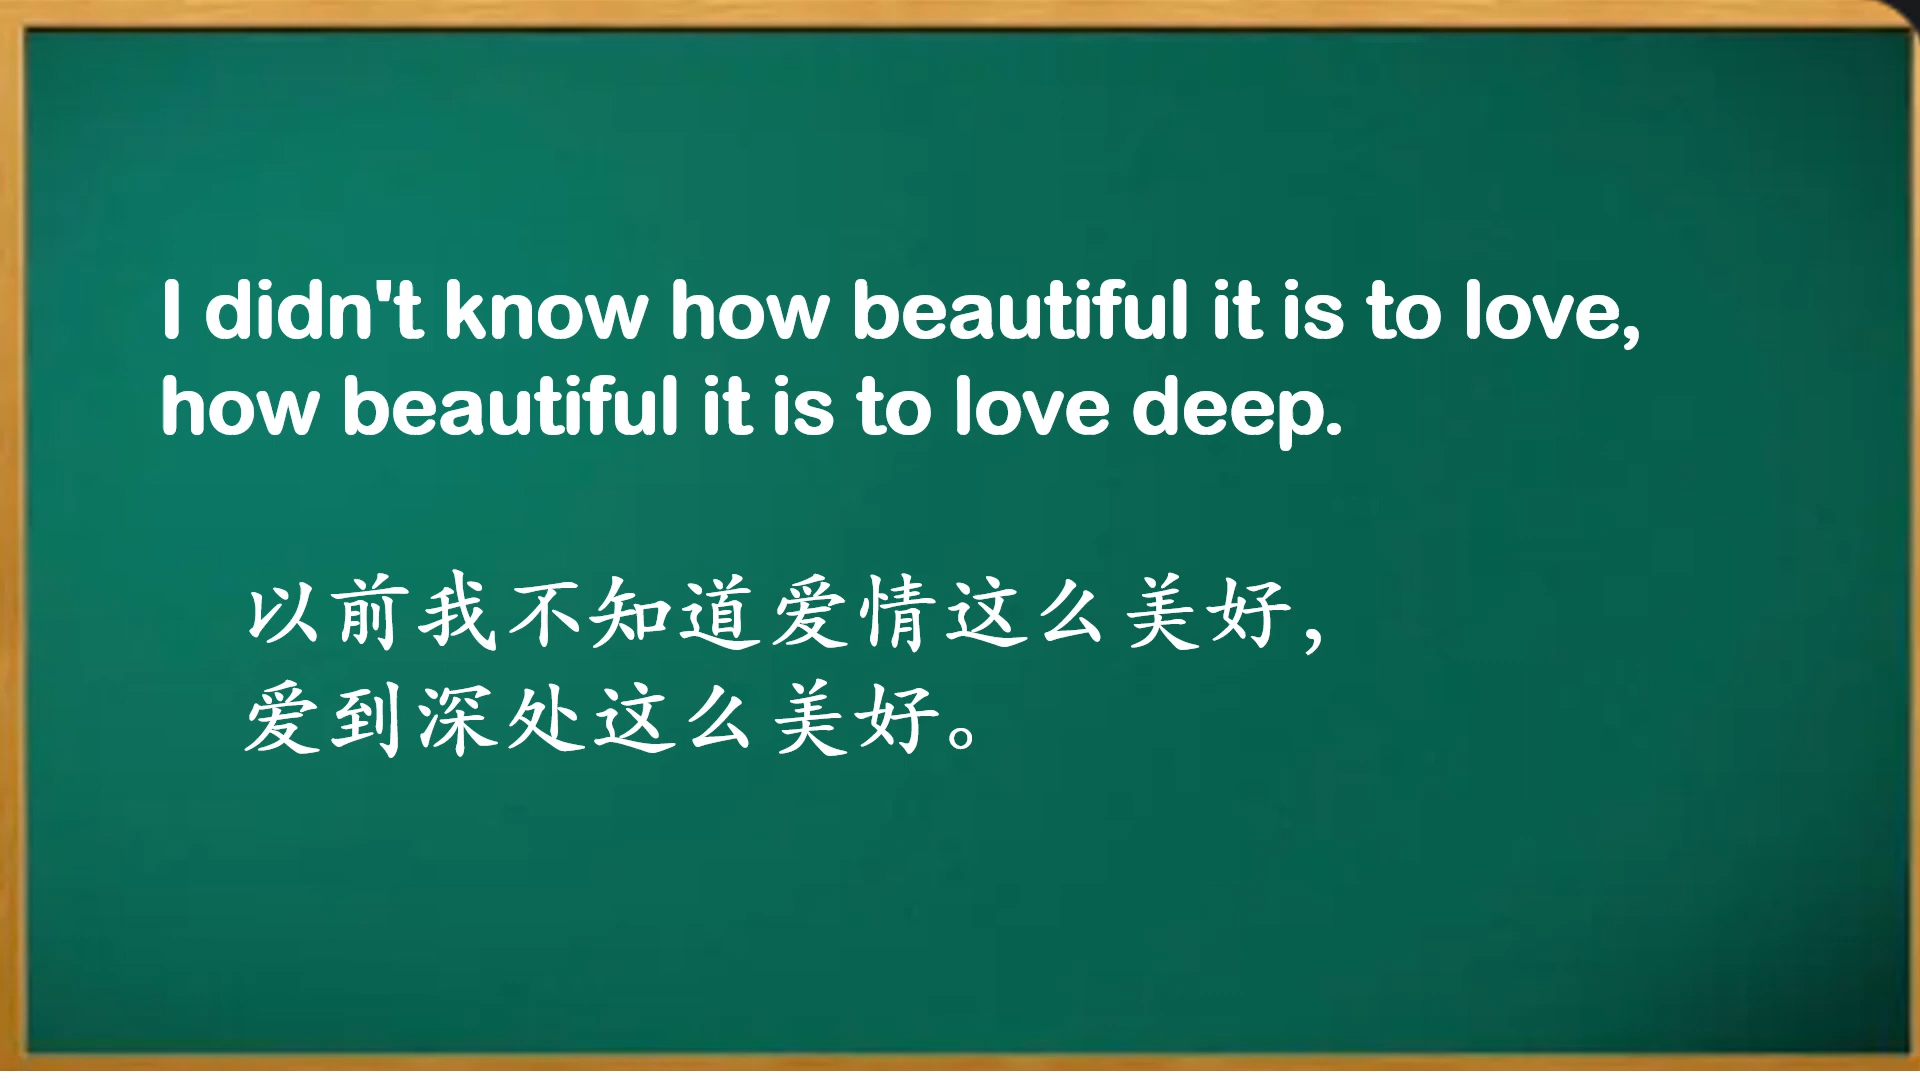 I didn't know how beautiful it is to love,
how beautiful it is to love deep.
以前我不知道爱情这么美好，
爱到深处这么美好。